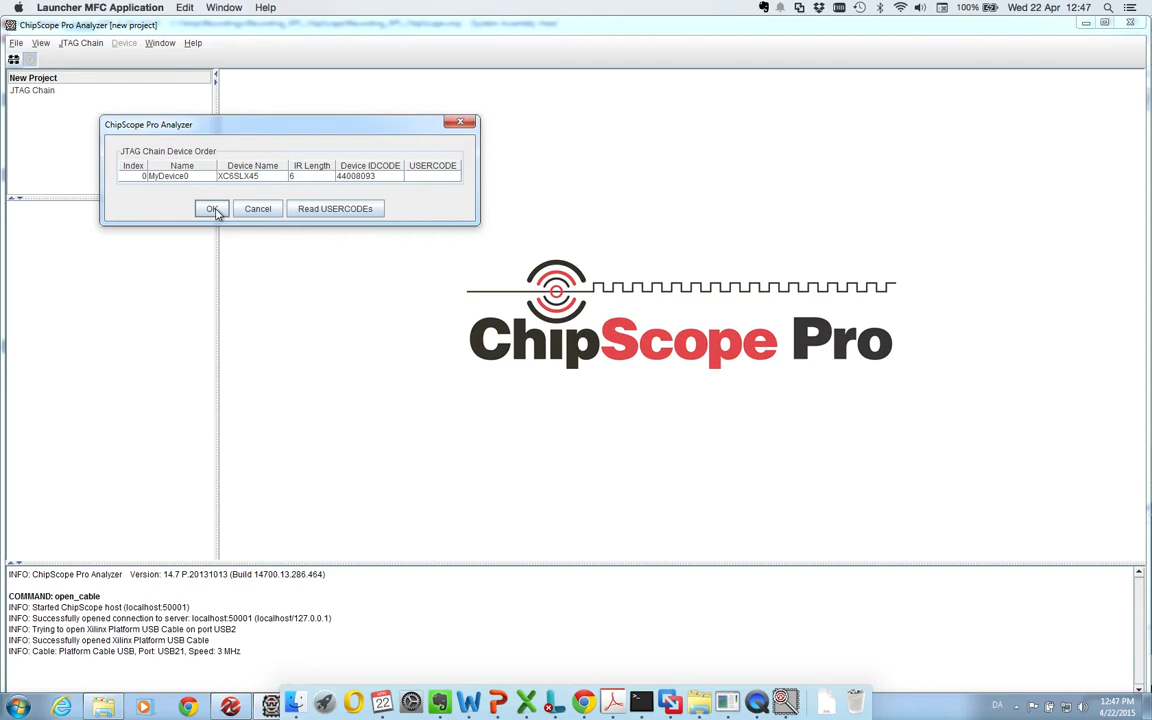 Launcher MFC Application Edit Window Help 100% Wed 22 Apr 12:47
ChipScope Pro Analyzer [new project]
File View JTAG Chain Device Window Help
New Project
JTAG Chain
ChipScope Pro Analyzer
JTAG Chain Device Order
Index Name Device Name IR Length Device IDCODE USERCODE
0 MyDevice0 XC6SLX45 6 44008093
OK Cancel Read USERCODEs
ChipScope Pro
INFO: ChipScope Pro Analyzer Version: 14.7 P.20131013 (Build 14700.13.286.464)
COMMAND: open_cable
INFO: Started ChipScope host (localhost:50001)
INFO: Successfully opened connection to server: localhost:50001 (localhost/127.0.0.1)
INFO: Trying to open Xilinx Platform USB Cable on port USB2
INFO: Successfully opened Xilinx Platform USB Cable
INFO: Cable: Platform Cable USB, Port: USB21, Speed: 3 MHz
22
DA 12:47 PM
4/22/2015